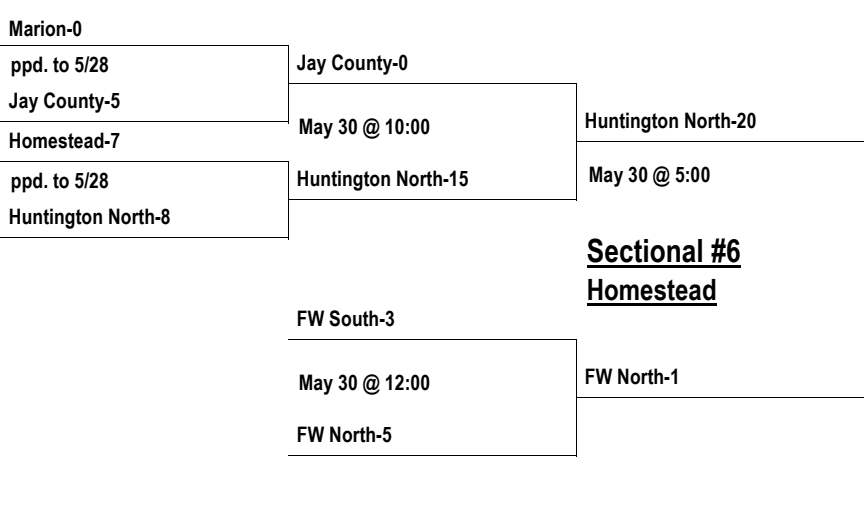 Marion-0
ppd. to 5/28
Jay County-5
Homestead-7
ppd. to 5/28
Huntington North-8
Jay County-0
May 30 @ 10:00
Huntington North-15
FW South-3
May 30 @ 12:00
FW North-5
Huntington North-20
May 30 @ 5:00
Sectional #6
Homestead
FW North-1